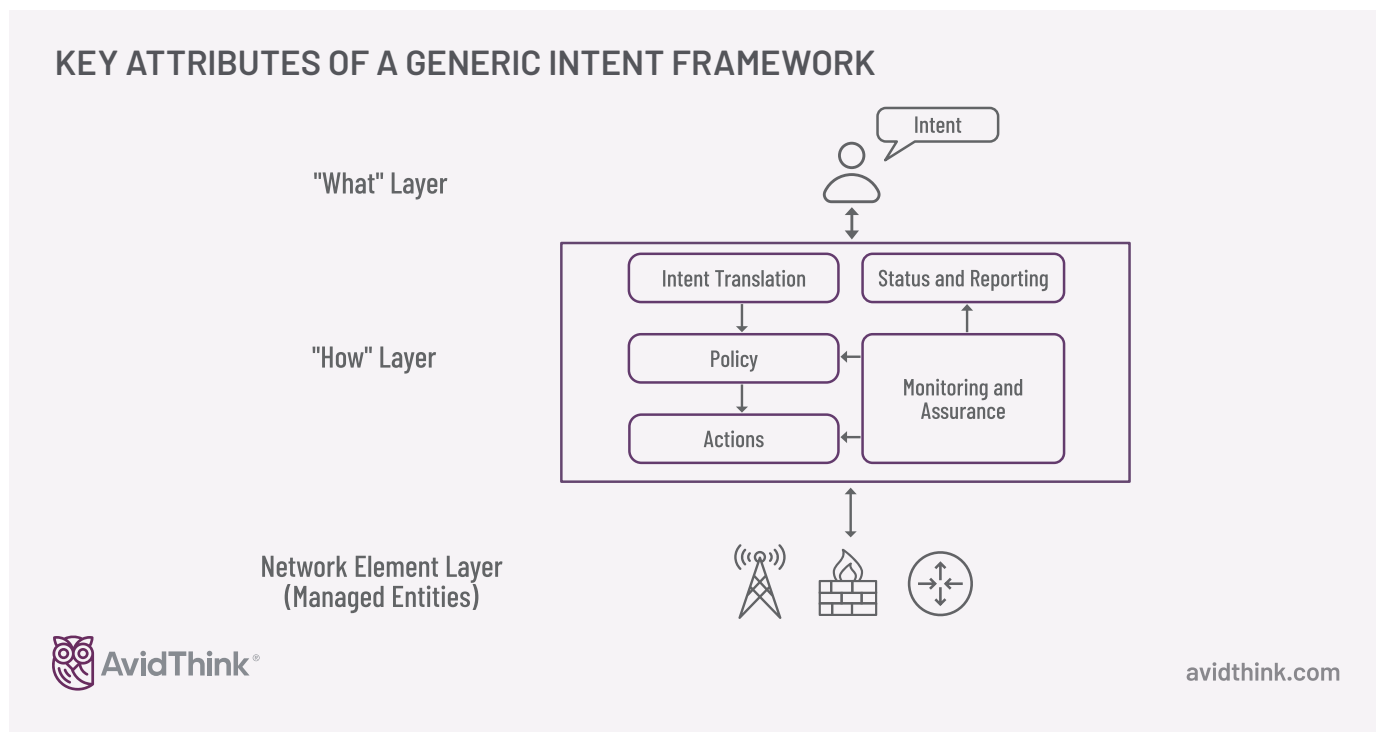 KEY ATTRIBUTES OF A GENERIC INTENT FRAMEWORK
Intent
"What" Layer
Intent Translation
Status and Reporting
"How" Layer
Policy
Monitoring and
Assurance
Actions
Network Element Layer
(Managed Entities)
AvidThink®
avidthink.com